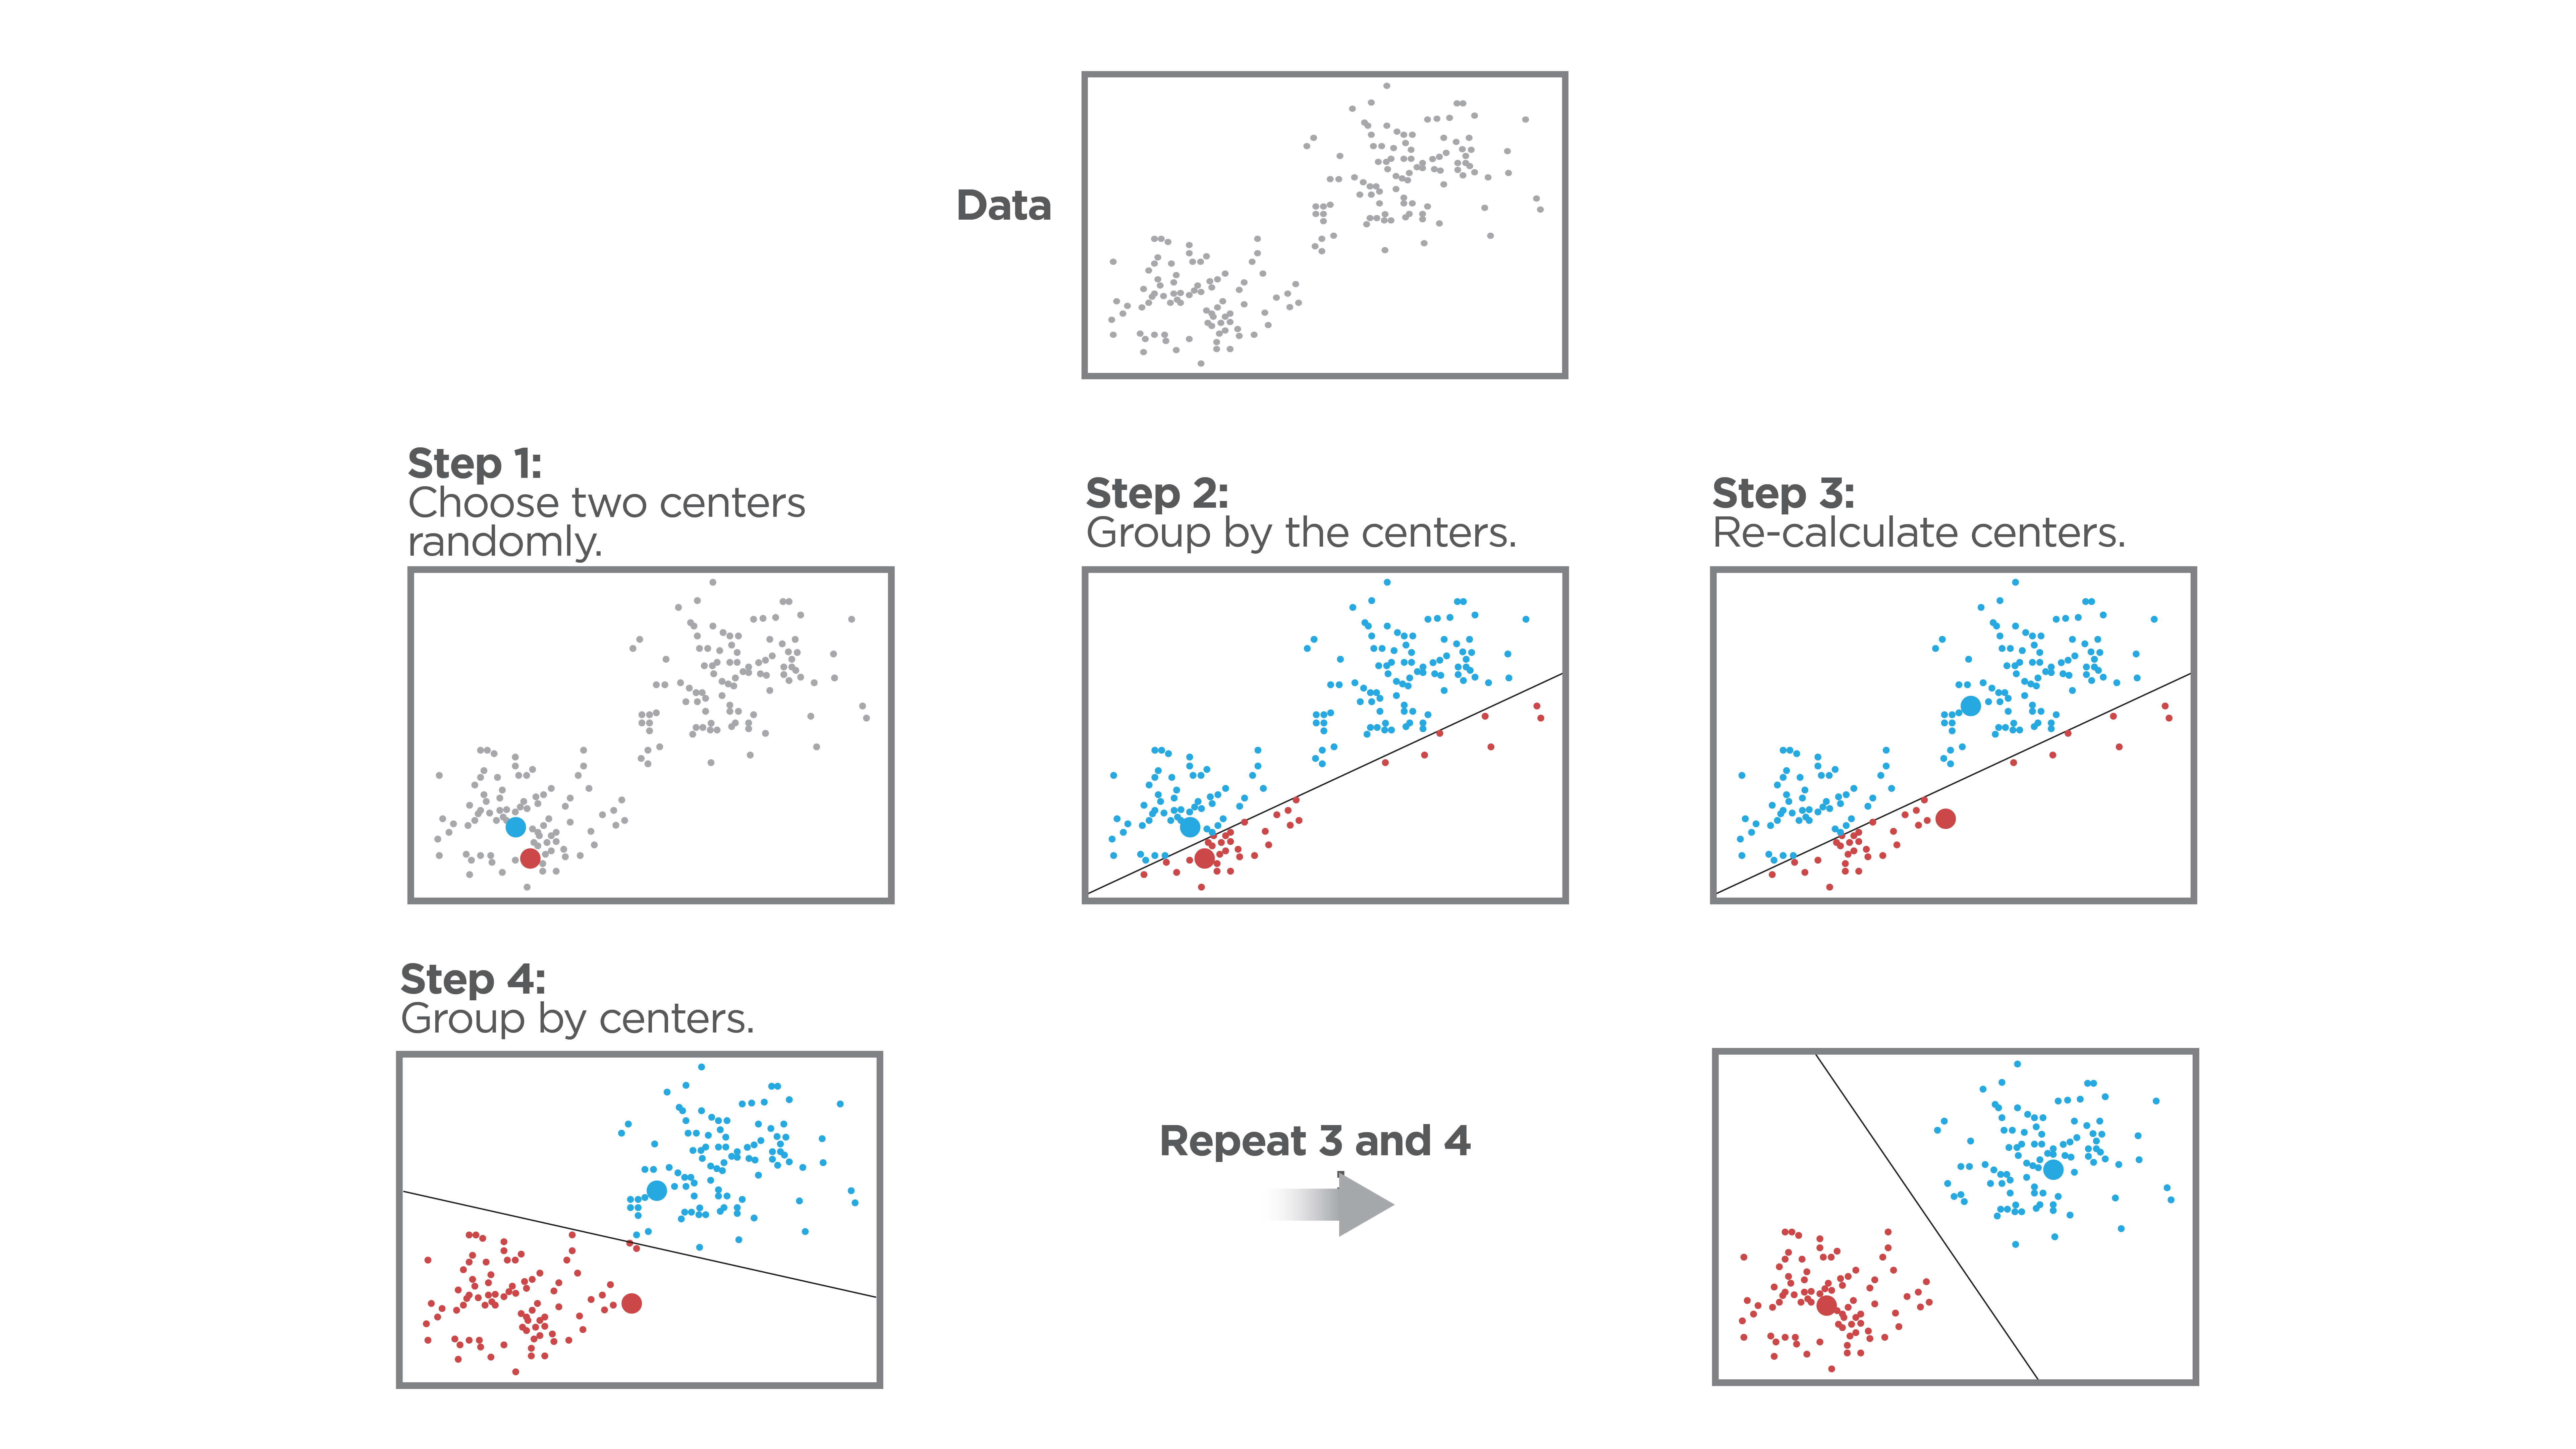 Data
Step 1:
Choose two centers
randomly.
Step 2:
Group by the centers.
Step 3:
Re-calculate centers.
Step 4:
Group by centers.
Repeat 3 and 4